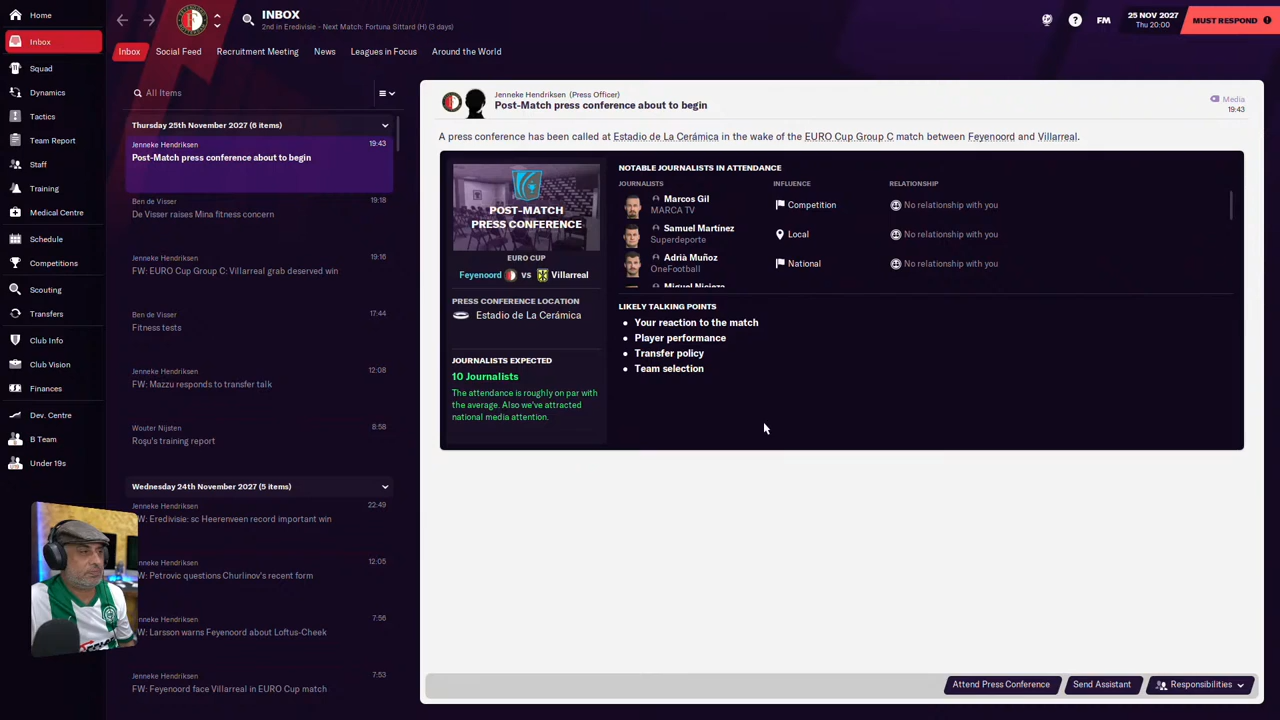 Home
Inbox
Squad
Dynamics
Tactics
Team Report
Staff
Training
Medical Centre
Schedule
Competitions
Scouting
Transfers
Club Info
Club Vision
Finances
Dev. Centre
B Team
Under 19s
INBOX
2nd in Eredivisie - Next Match: Fortuna Sittard (H) (3 days)
?
FM
25 NOV 2027
Thu 20:00
MUST RESPOND
Inbox
Social Feed
Recruitment Meeting
News
Leagues in Focus
Around the World
All Items
Thursday 25th November 2027 (6 items)
Jenneke Hendriksen 19:43
Post-Match press conference about to begin
Ben de Visser 19:18
De Visser raises Mina fitness concern
Jenneke Hendriksen 19:16
FW: EURO Cup Group C: Villarreal grab deserved win
Ben de Visser 17:44
Fitness tests
Jenneke Hendriksen 12:08
FW: Mazzu responds to transfer talk
Wouter Nijsten 8:58
Roşu's training report
Wednesday 24th November 2027 (5 items)
Jenneke Hendriksen 22:49
W: Eredivisie: sc Heerenveen record important win
nneke Hendriksen 12:05
W: Petrovic questions Churlinov's recent form
nneke Hendriksen 7:56
W: Larsson warns Feyenoord about Loftus-Cheek
Jenneke Hendriksen 7:53
FW: Feyenoord face Villarreal in EURO Cup match
Jenneke Hendriksen (Press Officer)
Post-Match press conference about to begin
Media
19:43
A press conference has been called at Estadio de La Cerámica in the wake of the EURO Cup Group C match between Feyenoord and Villarreal.
POST-MATCH
PRESS CONFERENCE
EURO CUP
Feyenoord VS Villarreal
PRESS CONFERENCE LOCATION
Estadio de La Cerámica
JOURNALISTS EXPECTED
10 Journalists
The attendance is roughly on par with
the average. Also we've attracted
national media attention.
NOTABLE JOURNALISTS IN ATTENDANCE
JOURNALISTS INFLUENCE RELATIONSHIP
Marcos Gil
MARCA TV
Competition
No relationship with you
Samuel Martínez
Superdeporte
Local
No relationship with you
Adrià Muñoz
OneFootball
National
No relationship with you
LIKELY TALKING POINTS
Your reaction to the match
Player performance
Transfer policy
Team selection
Attend Press Conference
Send Assistant
Responsibilities